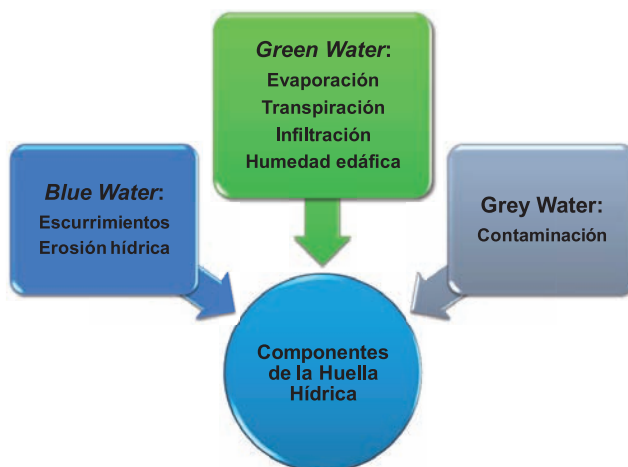 Green Water:
Evaporación
Transpiración
Infiltración
Humedad edáfica
Blue Water:
Escurrimientos
Erosión hídrica
Grey Water:
Contaminación
Componentes
de la Huella
Hídrica